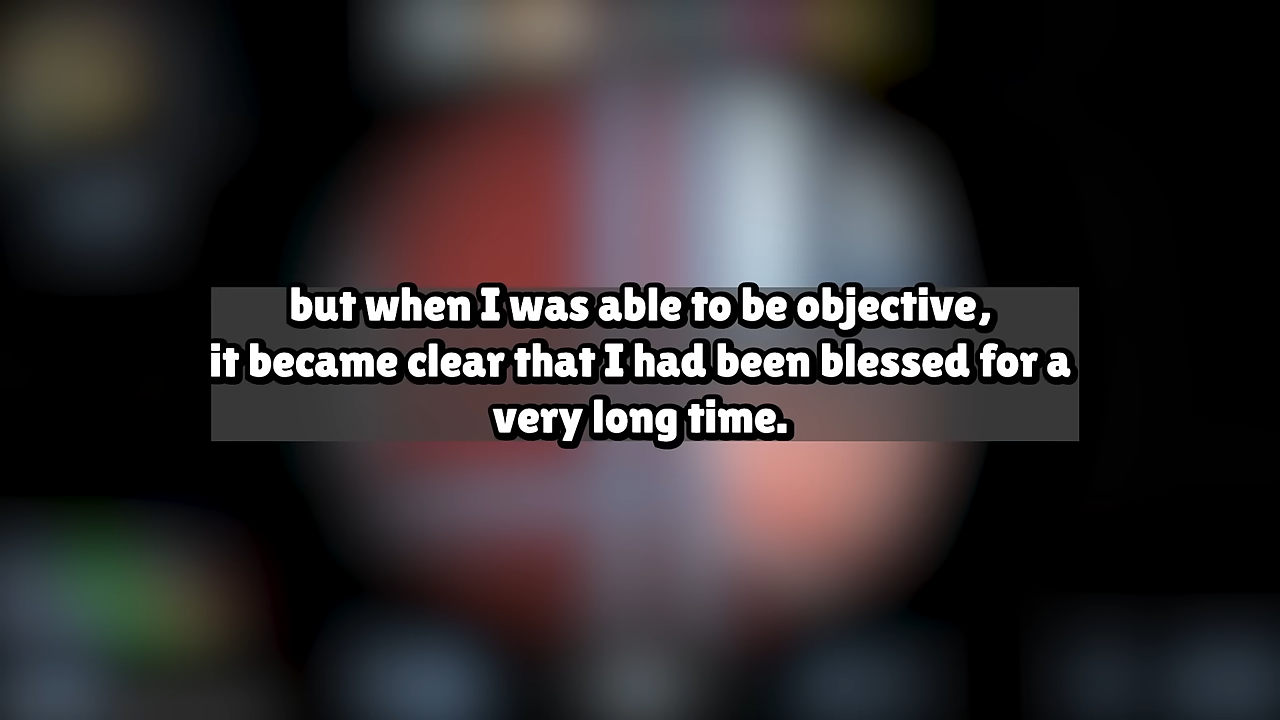 but when I was able to be objective,
it became clear that I had been blessed for a
very long time.